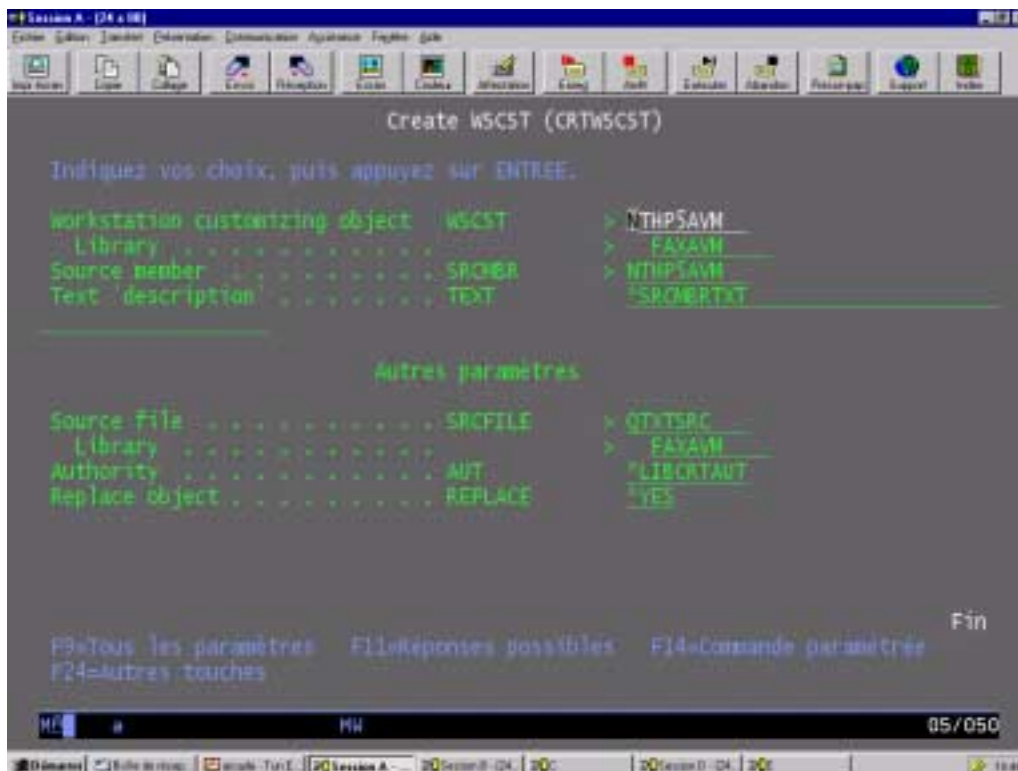 Session A - [24 x 80]
Create WSCST (CRTWSCST)
Indiquez vos choix, puis appuyez sur ENTREE.
Workstation customizing object WSCST > NTHPSAVM
Library . . . . . . . . . . . > FAXAVM
Source member . . . . . . . . . SRCMBR > NTHPSAVM
Text 'description' . . . . . . . TEXT *SRCMBRTXT
Autres paramètres
Source file . . . . . . . . . . SRCFILE > QTXTSRC
Library . . . . . . . . . . . > FAXAVM
Authority . . . . . . . . . . . AUT *LIBCRTAUT
Replace object . . . . . . . . . REPLACE *YES
Fin
F9=Tous les paramètres F11=Réponses possibles F14=Commande paramétrée
F24=Autres touches
a MW 05/050
Démarrer Session A - ...